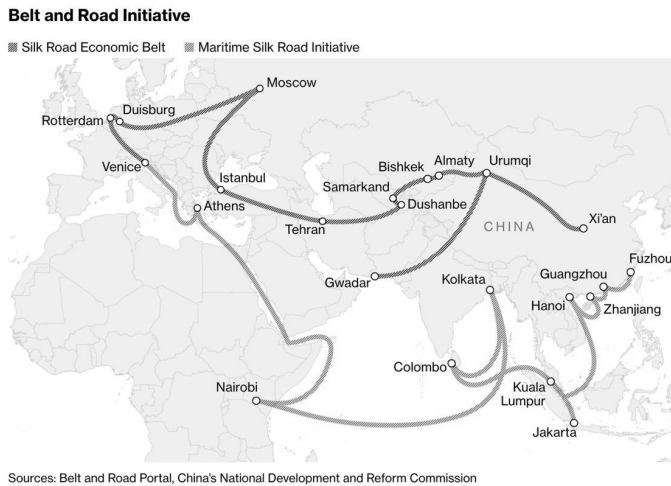 Belt and Road Initiative
Silk Road Economic Belt
Maritime Silk Road Initiative
Moscow
Duisburg
Rotterdam
Venice
Istanbul
Athens
Bishkek
Almaty
Urumqi
Samarkand
Dushanbe
Tehran
Xi'an
CHINA
Gwadar
Kolkata
Fuzhou
Guangzhou
Hanoi
Zhanjiang
Colombo
Nairobi
Kuala
Lumpur
Jakarta
Sources: Belt and Road Portal, China's National Development and Reform Commission